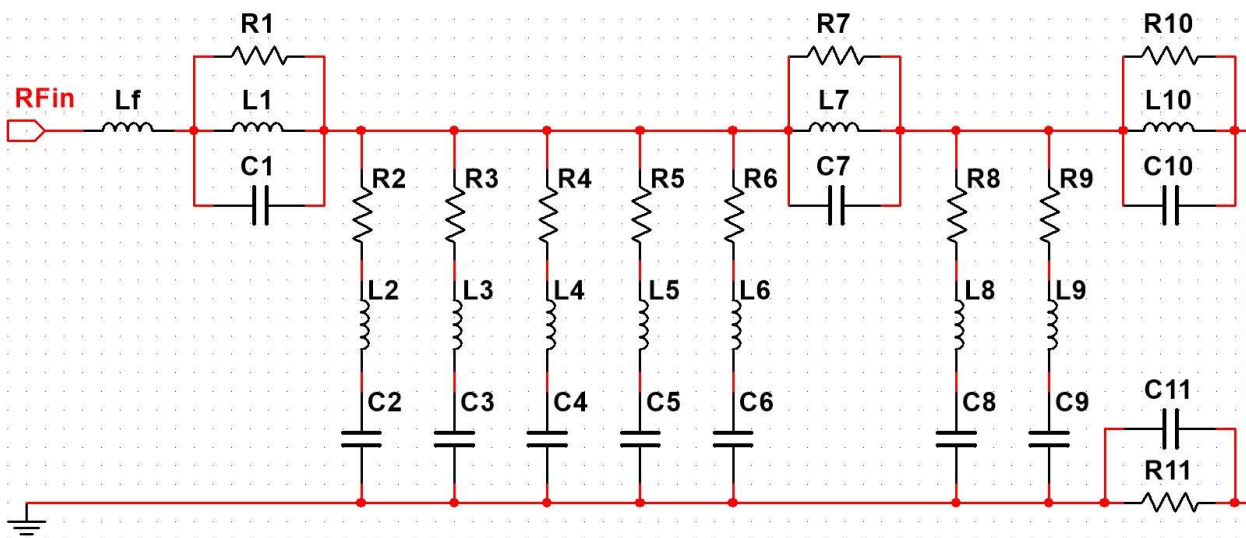 R1 R7 R10
RFin Lf L1 L7 L10
C1 C7 C10
R2 R3 R4 R5 R6 R8 R9
L2 L3 L4 L5 L6 L8 L9
C2 C3 C4 C5 C6 C8 C9 C11
R11